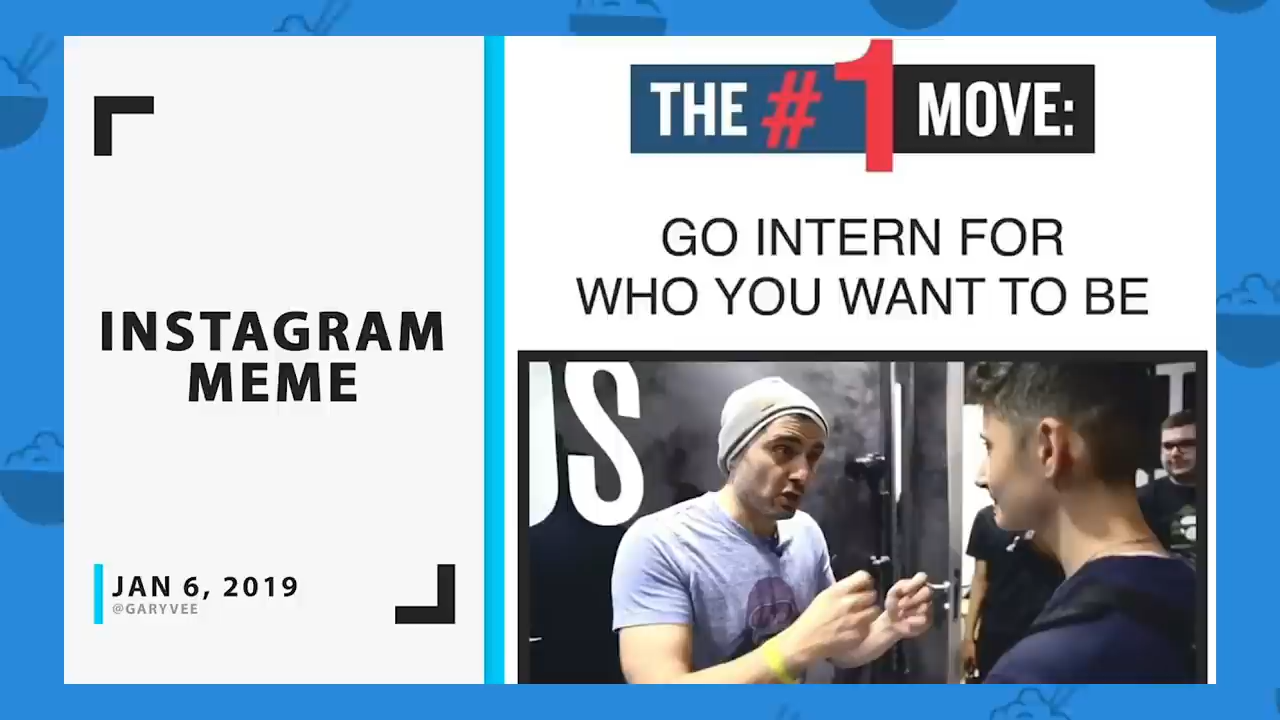 INSTAGRAM
MEME
JAN 6, 2019
@GARYVEE
THE #1 MOVE:
GO INTERN FOR
WHO YOU WANT TO BE